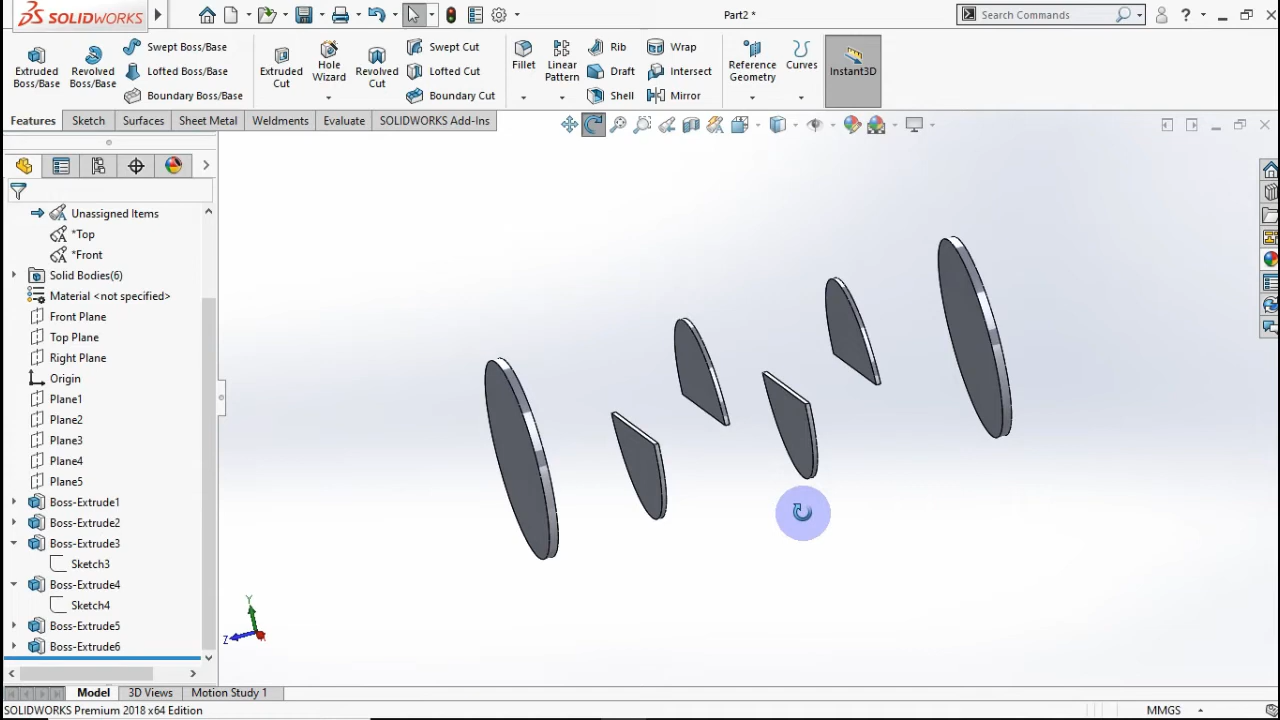 SOLIDWORKS
Part2 *
Search Commands
?
Extruded Boss/Base
Revolved Boss/Base
Swept Boss/Base
Lofted Boss/Base
Boundary Boss/Base
Extruded Cut
Hole Wizard
Revolved Cut
Swept Cut
Lofted Cut
Boundary Cut
Fillet
Linear Pattern
Rib
Draft
Shell
Wrap
Intersect
Mirror
Reference Geometry
Curves
Instant3D
Features
Sketch
Surfaces
Sheet Metal
Weldments
Evaluate
SOLIDWORKS Add-Ins
Unassigned Items
*Top
*Front
Solid Bodies(6)
Material <not specified>
Front Plane
Top Plane
Right Plane
Origin
Plane1
Plane2
Plane3
Plane4
Plane5
Boss-Extrude1
Boss-Extrude2
Boss-Extrude3
Sketch3
Boss-Extrude4
Sketch4
Boss-Extrude5
Boss-Extrude6
Y
Z
Model
3D Views
Motion Study 1
SOLIDWORKS Premium 2018 x64 Edition
MMGS